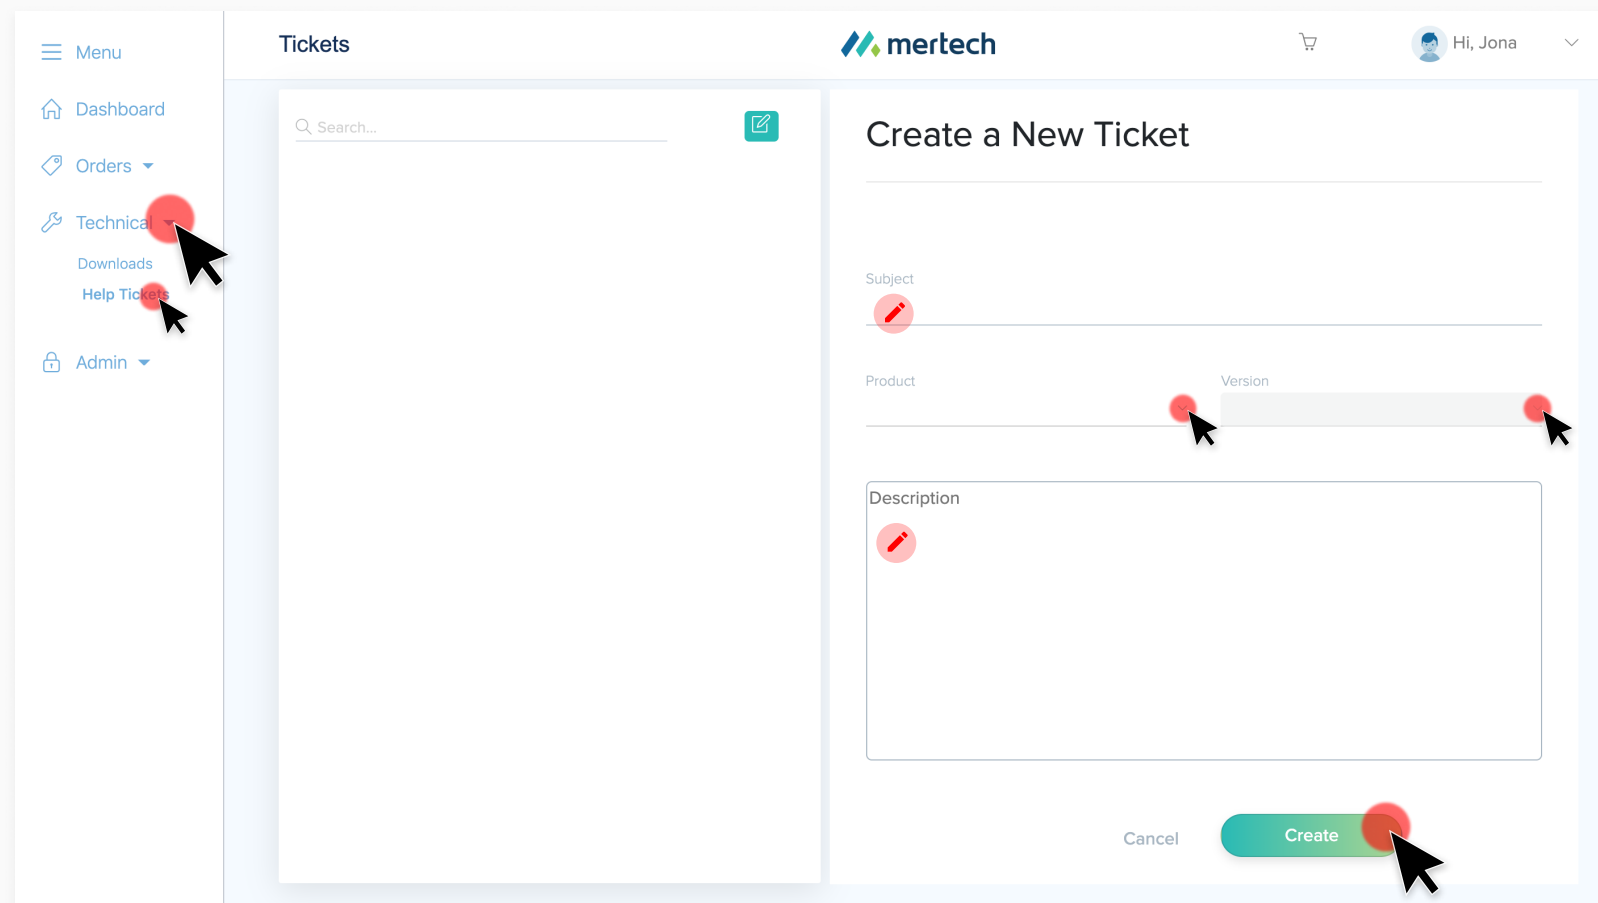 Menu
Dashboard
Orders
Technical
Downloads
Help Tickets
Admin
Tickets
mertech
Hi, Jona
Search...
Create a New Ticket
Subject
Product
Version
Description
Cancel
Create